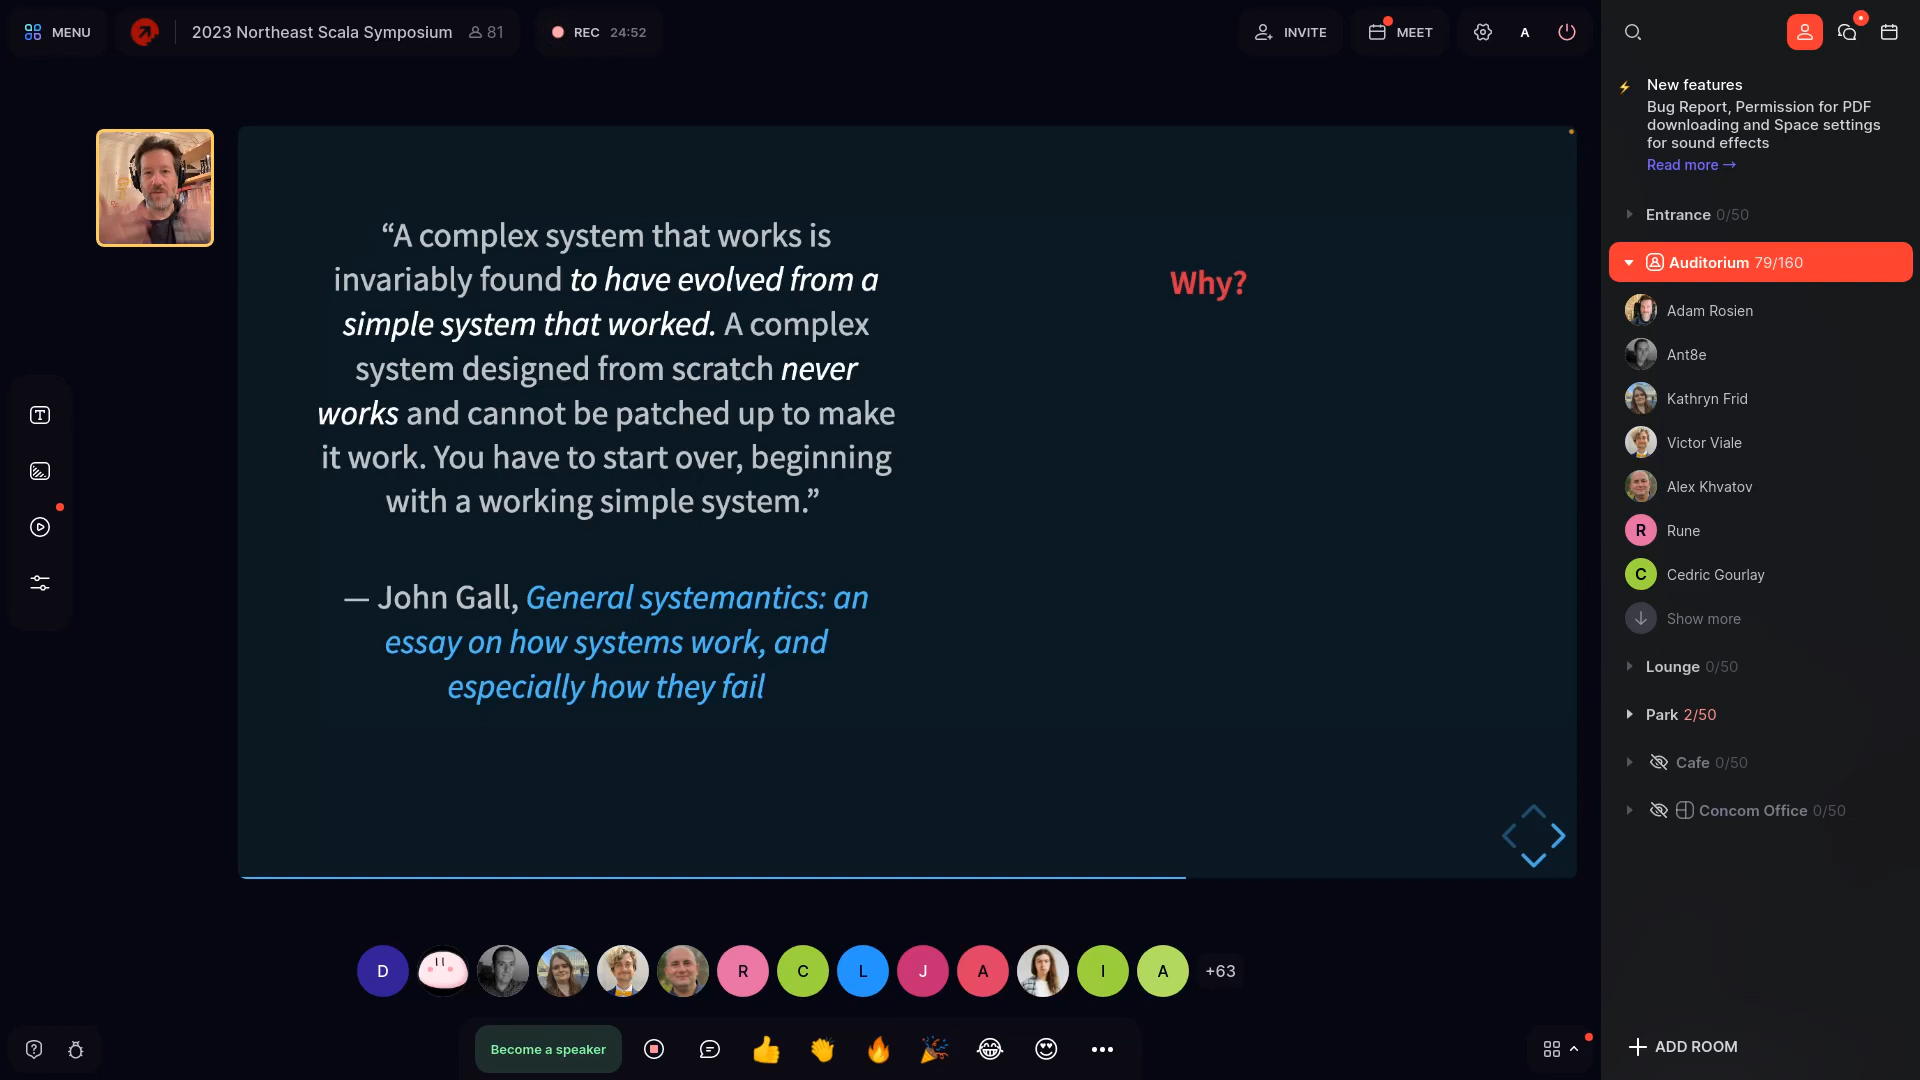 MENU
2023 Northeast Scala Symposium 81
REC 24:52
INVITE
MEET
A
New features
Bug Report, Permission for PDF
downloading and Space settings
for sound effects
Read more →
Entrance 0/50
Auditorium 79/160
Adam Rosien
Ant8e
Kathryn Frid
Victor Viale
Alex Khvatov
R Rune
C Cedric Gourlay
Show more
Lounge 0/50
Park 2/50
Cafe 0/50
Concom Office 0/50
ADD ROOM
“A complex system that works is
invariably found to have evolved from a
simple system that worked. A complex
system designed from scratch never
works and cannot be patched up to make
it work. You have to start over, beginning
with a working simple system.”
— John Gall, General systemantics: an
essay on how systems work, and
especially how they fail
Why?
D R C L J A I A +63
Become a speaker